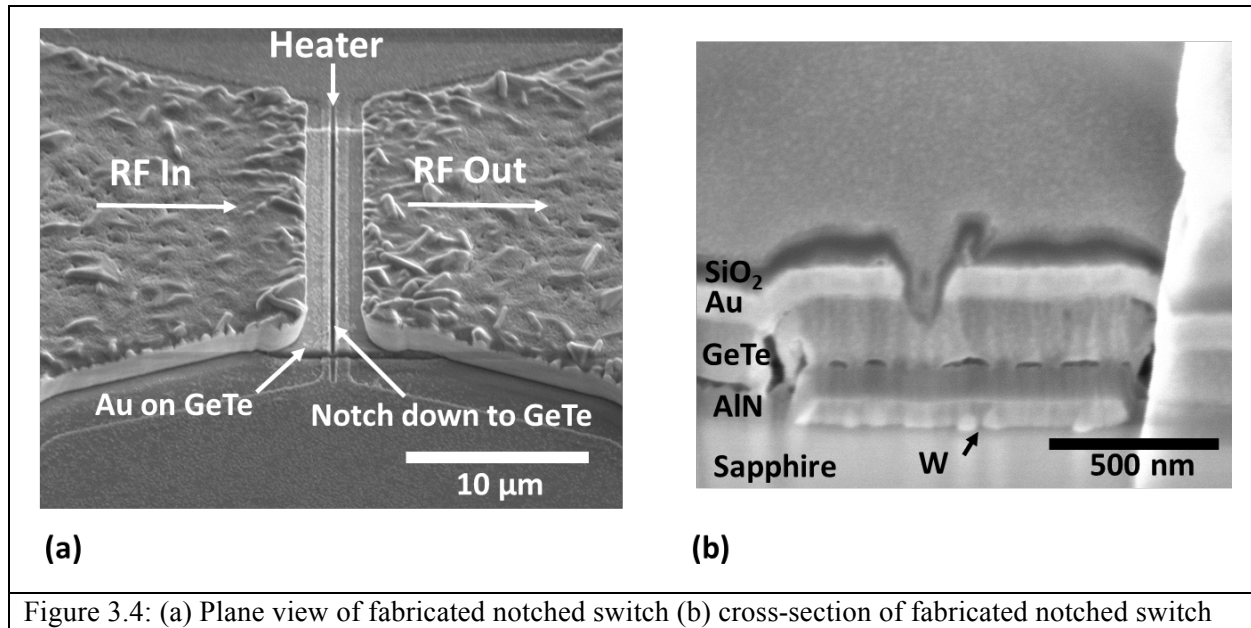 Heater
RF In
RF Out
Au on GeTe
Notch down to GeTe
10 µm
(a)
SiO₂
Au
GeTe
AlN
Sapphire
W
500 nm
(b)
Figure 3.4: (a) Plane view of fabricated notched switch (b) cross-section of fabricated notched switch